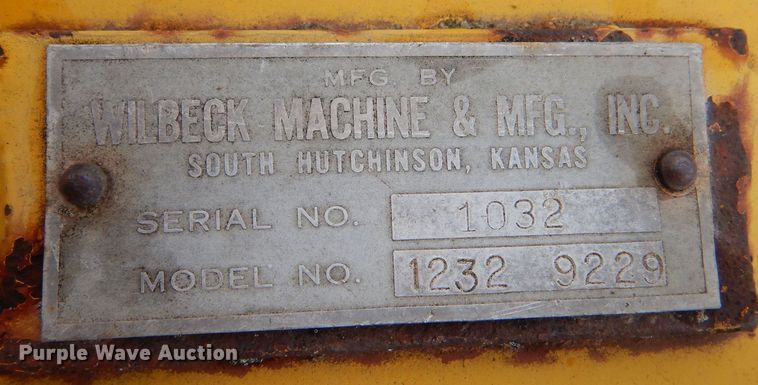 MFG. BY
WILBECK MACHINE & MFG., INC.
SOUTH HUTCHINSON, KANSAS
SERIAL NO. 1032
MODEL NO. 1232 9229
Purple Wave Auction